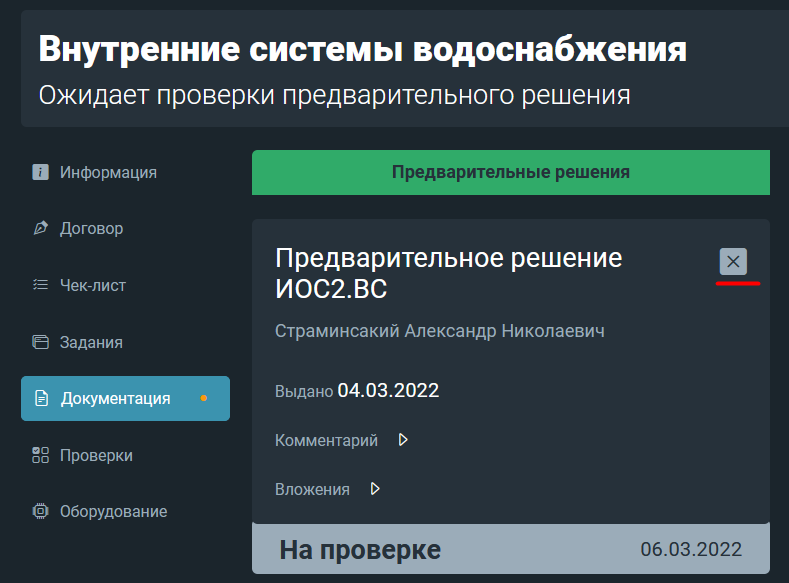 Внутренние системы водоснабжения
Ожидает проверки предварительного решения
Информация
Договор
Чек-лист
Задания
Документация
Проверки
Оборудование
Предварительные решения
Предварительное решение
ИОС2.ВС
Страминсакий Александр Николаевич
Выдано 04.03.2022
Комментарий
Вложения
На проверке 06.03.2022